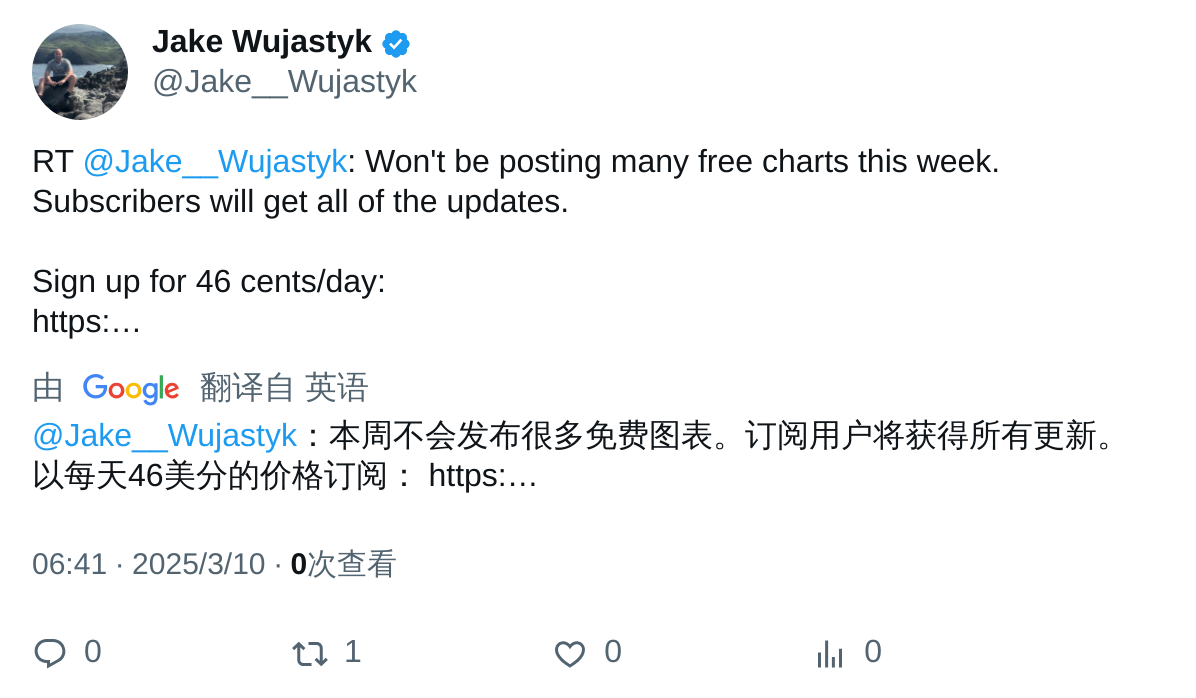 Jake Wujastyk
@Jake__Wujastyk
RT @Jake__Wujastyk: Won't be posting many free charts this week.
Subscribers will get all of the updates.
Sign up for 46 cents/day:
https:…
由 Google 翻译自 英语
@Jake__Wujastyk：本周不会发布很多免费图表。订阅用户将获得所有更新。
以每天46美分的价格订阅： https:…
06:41 · 2025/3/10 · 0次查看
0 1 0 0